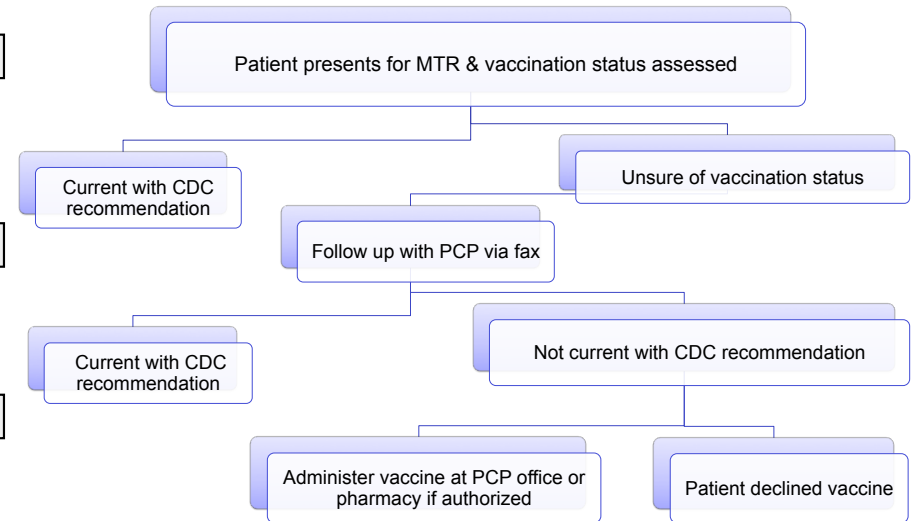 Patient presents for MTR & vaccination status assessed
Current with CDC
recommendation
Unsure of vaccination status
Follow up with PCP via fax
Current with CDC
recommendation
Not current with CDC recommendation
Administer vaccine at PCP office or
pharmacy if authorized
Patient declined vaccine